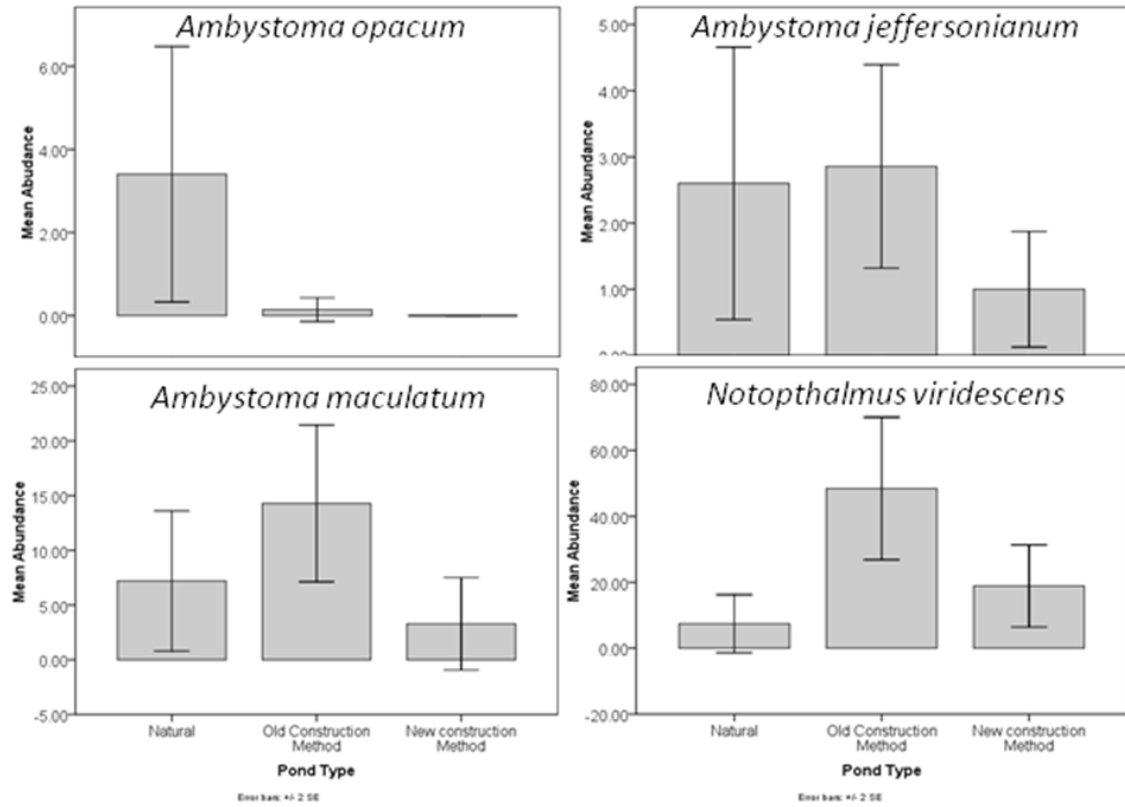 Ambystoma opacum
6.00
4.00
2.00
0.00
Mean Abudance
Ambystoma jeffersonianum
5.00
4.00
3.00
2.00
1.00
0.00
Mean Abundance
Ambystoma maculatum
25.00
20.00
15.00
10.00
5.00
0.00
-5.00
Mean Abundance
Natural
Old Construction
Method
New construction
Method
Pond Type
Error bars: +/- 2 SE
Notopthalmus viridescens
80.00
60.00
40.00
20.00
0.00
-20.00
Mean Abundance
Natural
Old Construction
Method
New construction
Method
Pond Type
Error bars: +/- 2 SE